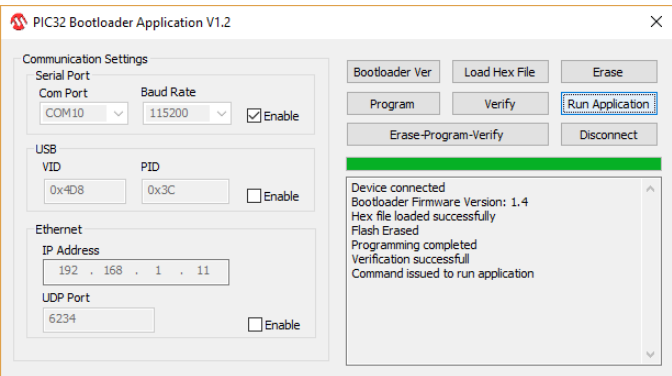 PIC32 Bootloader Application V1.2
Communication Settings
Serial Port
Com Port
Baud Rate
COM10
115200
Enable
USB
VID
PID
0x4D8
0x3C
Enable
Ethernet
IP Address
192 . 168 . 1 . 11
UDP Port
6234
Enable
Bootloader Ver
Load Hex File
Erase
Program
Verify
Run Application
Erase-Program-Verify
Disconnect
Device connected
Bootloader Firmware Version: 1.4
Hex file loaded successfully
Flash Erased
Programming completed
Verification successfull
Command issued to run application